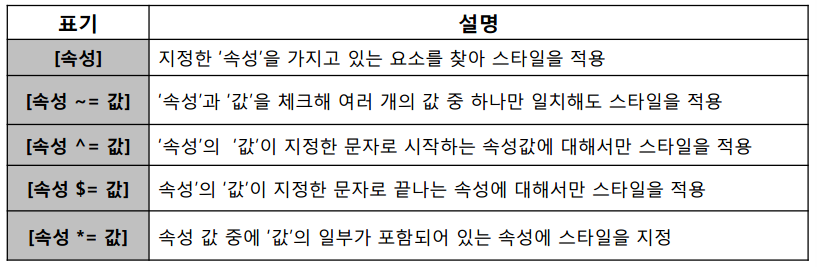 표기 설명
[속성] 지정한 '속성'을 가지고 있는 요소를 찾아 스타일을 적용
[속성 ~= 값] '속성'과 '값'을 체크해 여러 개의 값 중 하나만 일치해도 스타일을 적용
[속성 ^= 값] '속성'의 '값'이 지정한 문자로 시작하는 속성값에 대해서만 스타일을 적용
[속성 $= 값] 속성'의 '값'이 지정한 문자로 끝나는 속성에 대해서만 스타일을 적용
[속성 *= 값] 속성 값 중에 '값'의 일부가 포함되어 있는 속성에 스타일을 지정